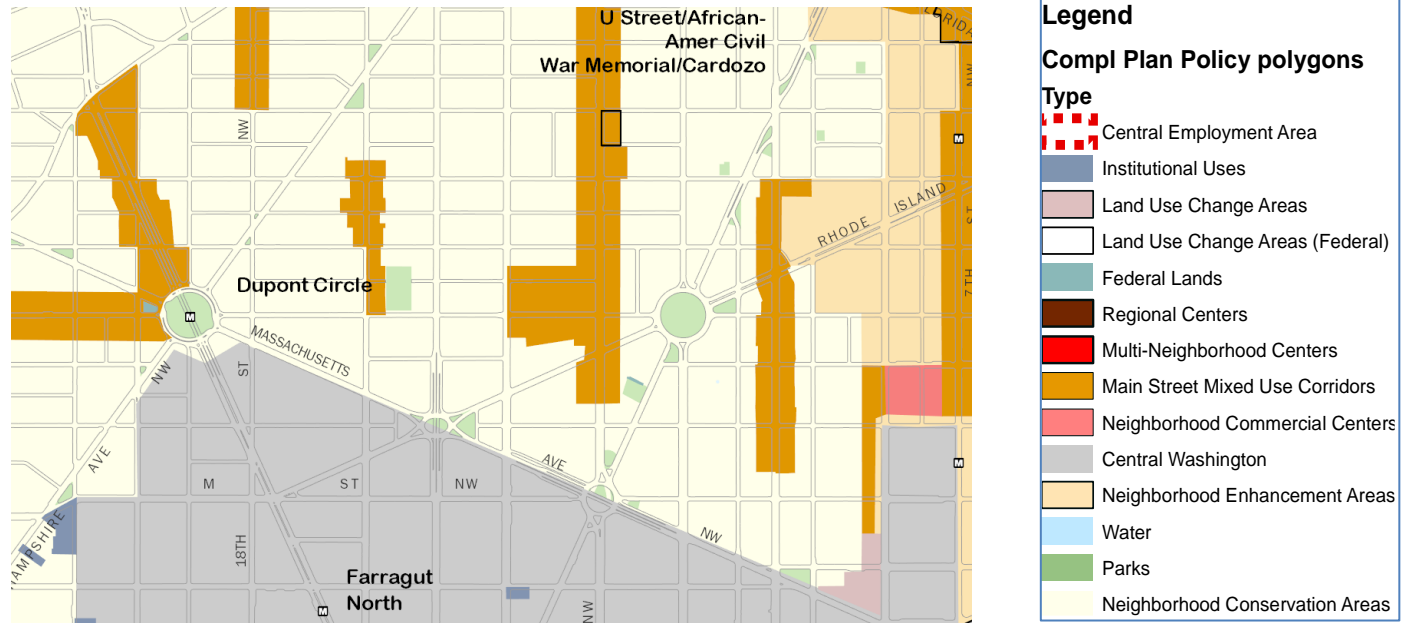 U Street/African-
Amer Civil
War Memorial/Cardozo
NW
NW
M
RHODE ISLAND
7TH ST
Dupont Circle
M
MASSACHUSETTS
NW
ST
AVE
M ST NW
AVE
NW
M
18TH
Farragut
North
M
NW
Legend
Compl Plan Policy polygons
Type
Central Employment Area
Institutional Uses
Land Use Change Areas
Land Use Change Areas (Federal)
Federal Lands
Regional Centers
Multi-Neighborhood Centers
Main Street Mixed Use Corridors
Neighborhood Commercial Centers
Central Washington
Neighborhood Enhancement Areas
Water
Parks
Neighborhood Conservation Areas